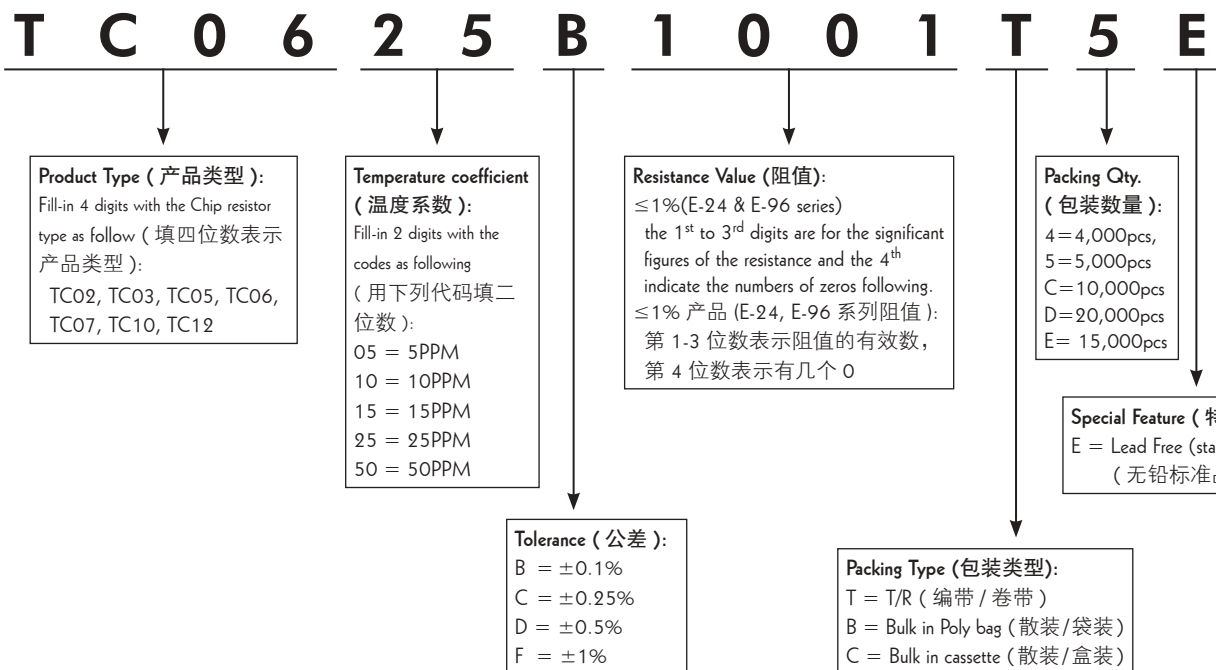 T C 0 6 2 5 B 1 0 0 1 T 5 E
Product Type ( 产品类型 ):
Fill-in 4 digits with the Chip resistor
type as follow ( 填四位数表示
产品类型 ):
TC02, TC03, TC05, TC06,
TC07, TC10, TC12
Temperature coefficient
( 温度系数 ):
Fill-in 2 digits with the
codes as following
( 用下列代码填二
位数 ):
05 = 5PPM
10 = 10PPM
15 = 15PPM
25 = 25PPM
50 = 50PPM
Resistance Value (阻值):
≤1%(E-24 & E-96 series)
the 1st to 3rd digits are for the significant
figures of the resistance and the 4th
indicate the numbers of zeros following.
≤1% 产品 (E-24, E-96 系列阻值 ):
第 1-3 位数表示阻值的有效数，
第 4 位数表示有几个 0
Packing Qty.
( 包装数量 ):
4=4,000pcs,
5=5,000pcs
C=10,000pcs
D=20,000pcs
E= 15,000pcs
Special Feature (
E = Lead Free
( 无铅标准
Tolerance ( 公差 ):
B = ±0.1%
C = ±0.25%
D = ±0.5%
F = ±1%
Packing Type (包装类型):
T = T/R ( 编带 / 卷带 )
B = Bulk in Poly bag ( 散装/袋装 )
C = Bulk in cassette ( 散装/盒装 )